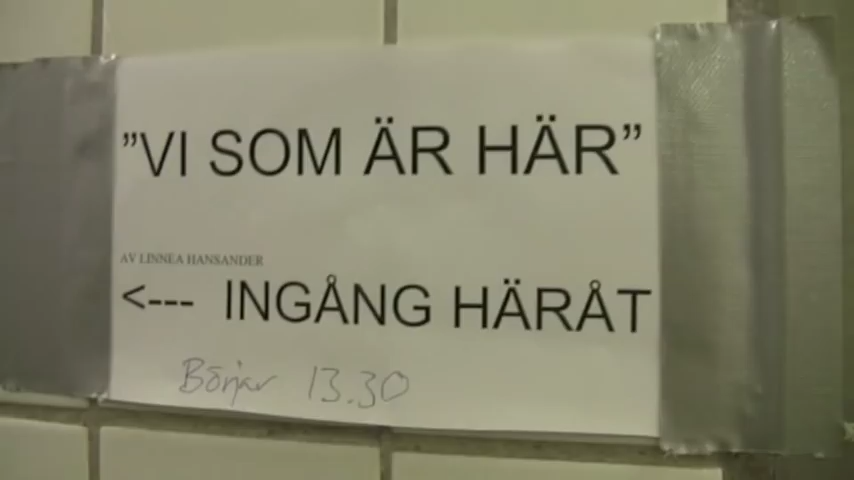 ”VI SOM ÄR HÄR”
AV LINNEA HANSANDER
<--- INGÅNG HÄRÅT
Börjar 13.30